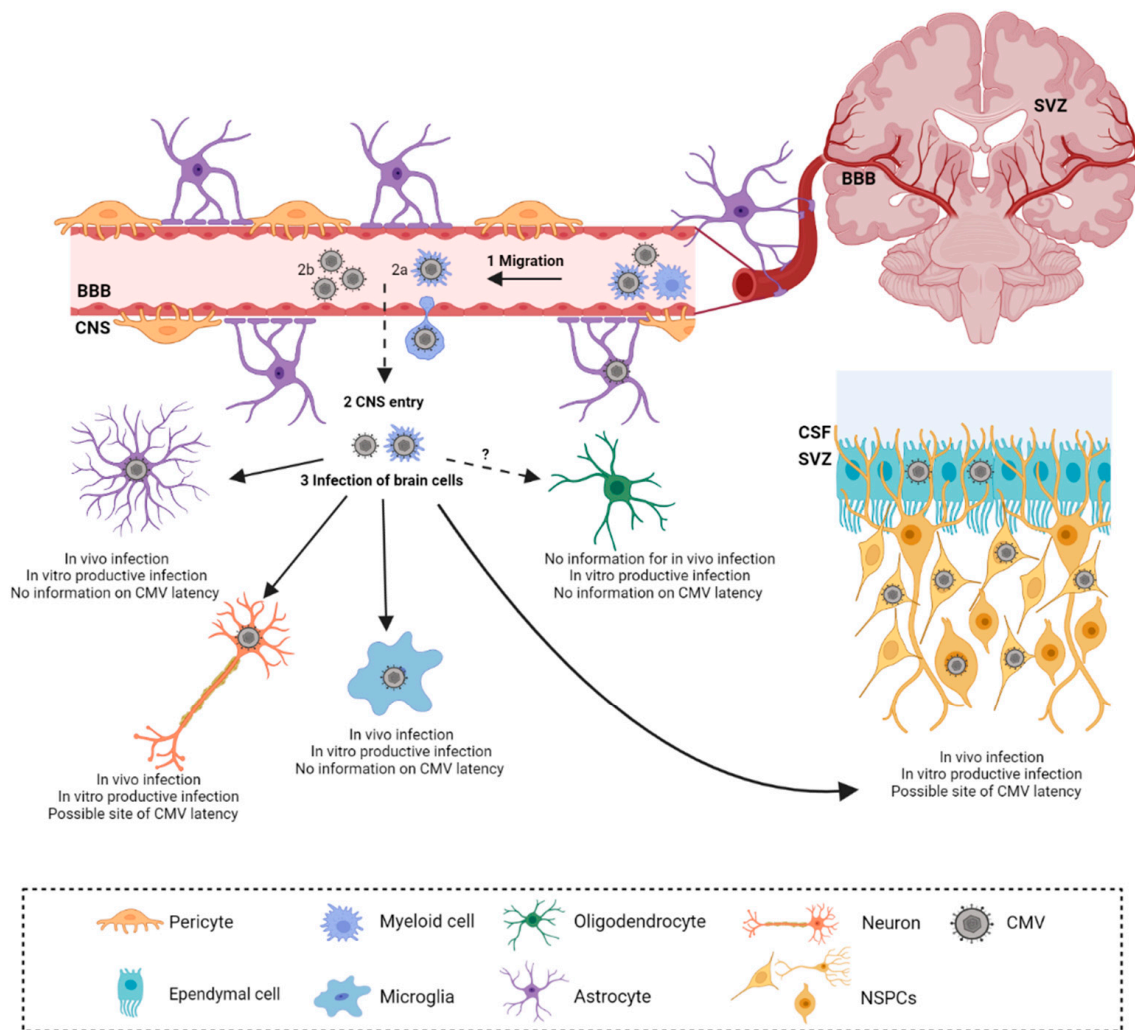 SVZ
BBB
1 Migration
2b
2a
BBB
CNS
2 CNS entry
?
3 Infection of brain cells
CSF
SVZ
In vivo infection
In vitro productive infection
No information on CMV latency
No information for in vivo infection
In vitro productive infection
No information on CMV latency
In vivo infection
In vitro productive infection
No information on CMV latency
In vivo infection
In vitro productive infection
Possible site of CMV latency
In vivo infection
In vitro productive infection
Possible site of CMV latency
Pericyte
Myeloid cell
Oligodendrocyte
Neuron
CMV
Ependymal cell
Microglia
Astrocyte
NSPCs